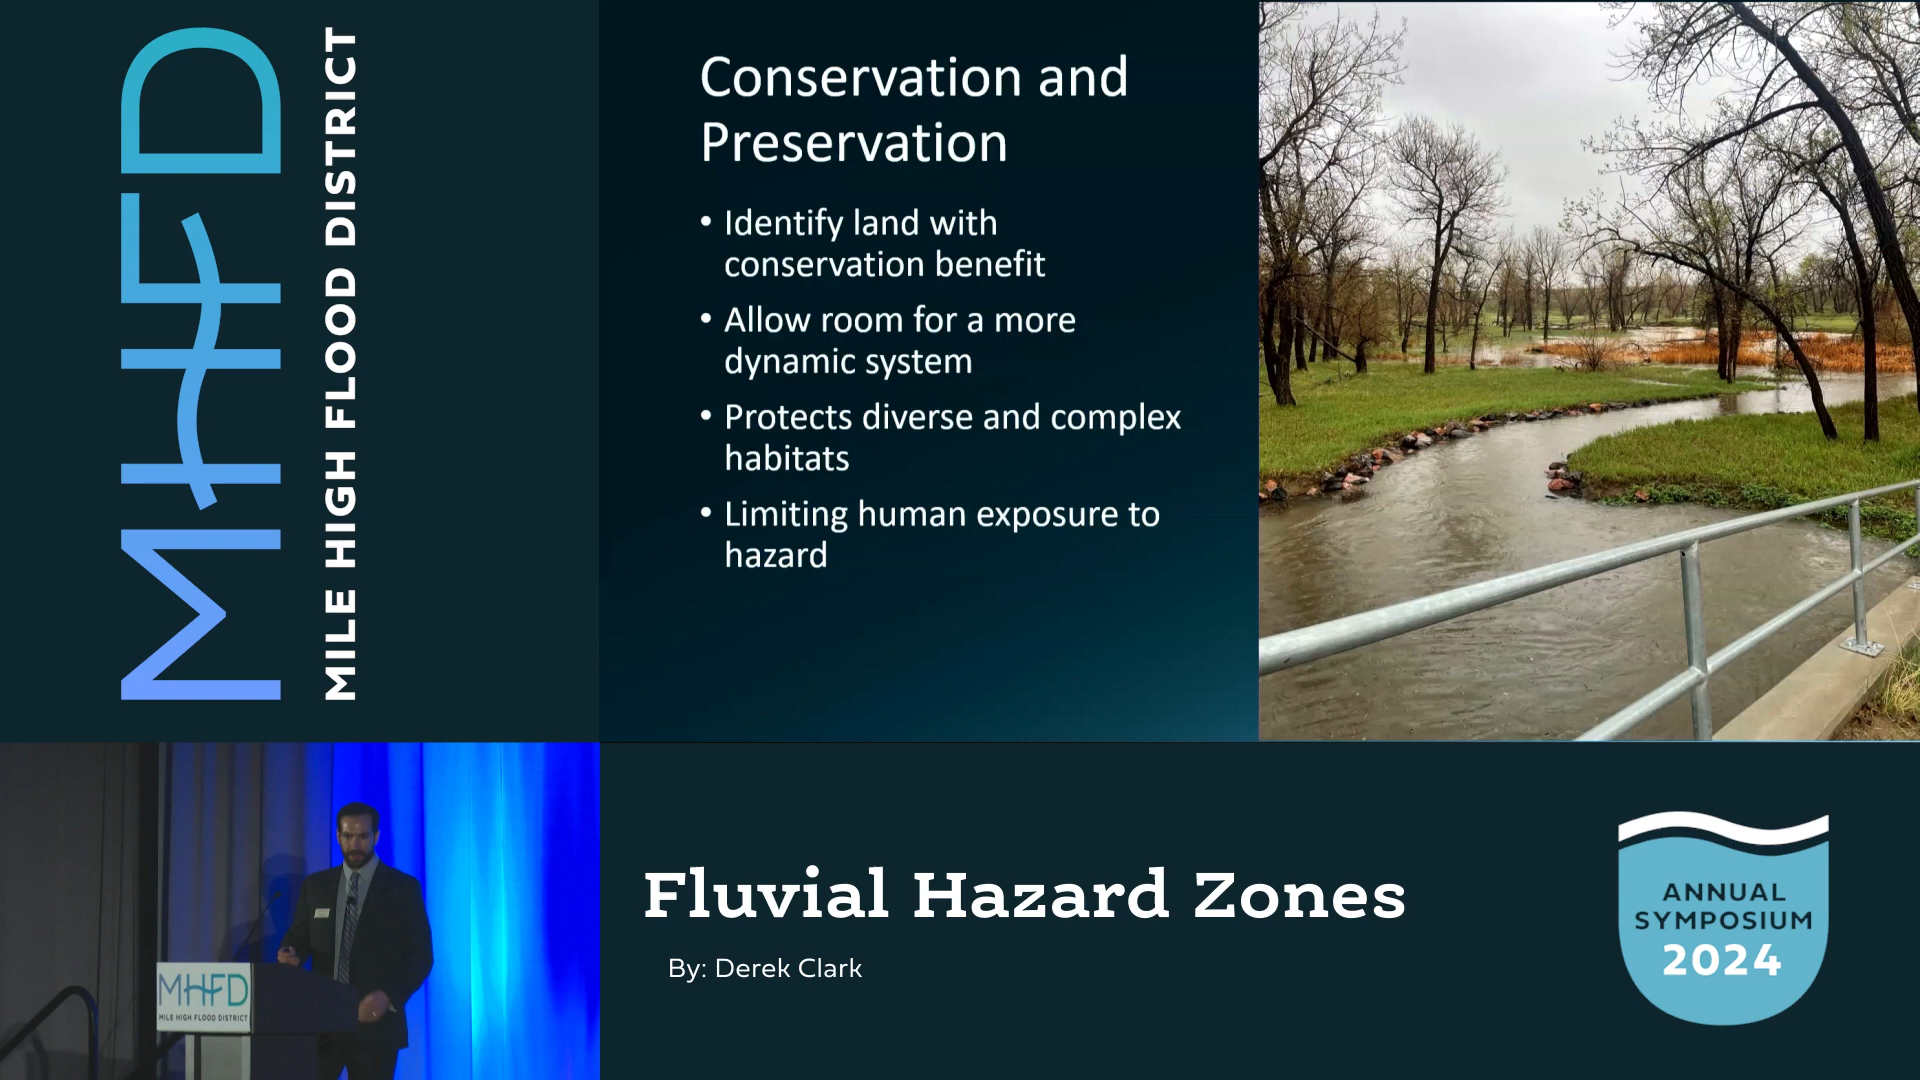 MHFD
MILE HIGH FLOOD DISTRICT
Conservation and
Preservation
• Identify land with
conservation benefit
• Allow room for a more
dynamic system
• Protects diverse and complex
habitats
• Limiting human exposure to
hazard
MHFD
MILE HIGH FLOOD DISTRICT
Fluvial Hazard Zones
By: Derek Clark
ANNUAL
SYMPOSIUM
2024